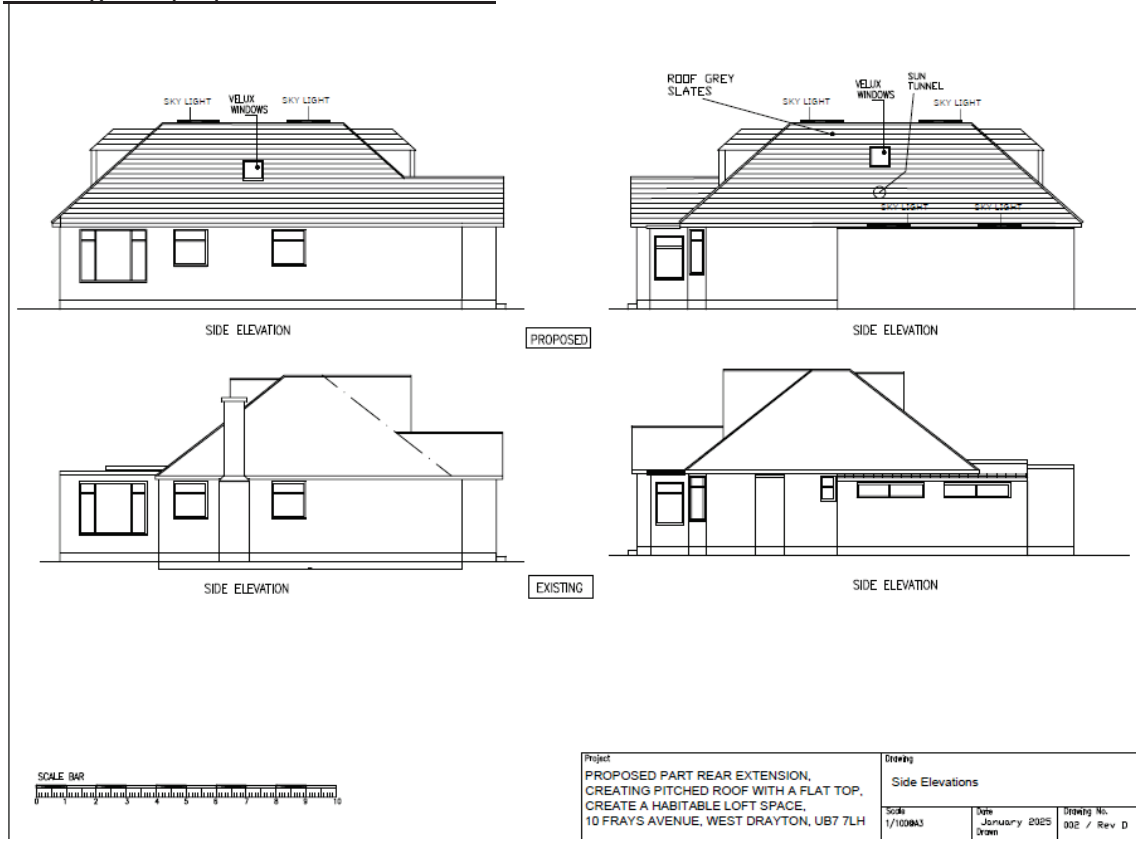 SKY LIGHT
VELUX
WINDOWS
SKY LIGHT
SIDE ELEVATION
ROOF GREY
SLATES
SKY LIGHT
VELUX
WINDOWS
SUN
TUNNEL
SKY LIGHT
SKY LIGHT
SKY LIGHT
SIDE ELEVATION
PROPOSED
SIDE ELEVATION
EXISTING
SIDE ELEVATION
SCALE BAR
0 1 2 3 4 5 6 7 8 9 10
Project
PROPOSED PART REAR EXTENSION,
CREATING PITCHED ROOF WITH A FLAT TOP,
CREATE A HABITABLE LOFT SPACE,
10 FRAYS AVENUE, WEST DRAYTON, UB7 7LH
Drawing
Side Elevations
Scale
1/100@A3
Date
January 2025
Drawn
Drawing No.
002 / Rev D